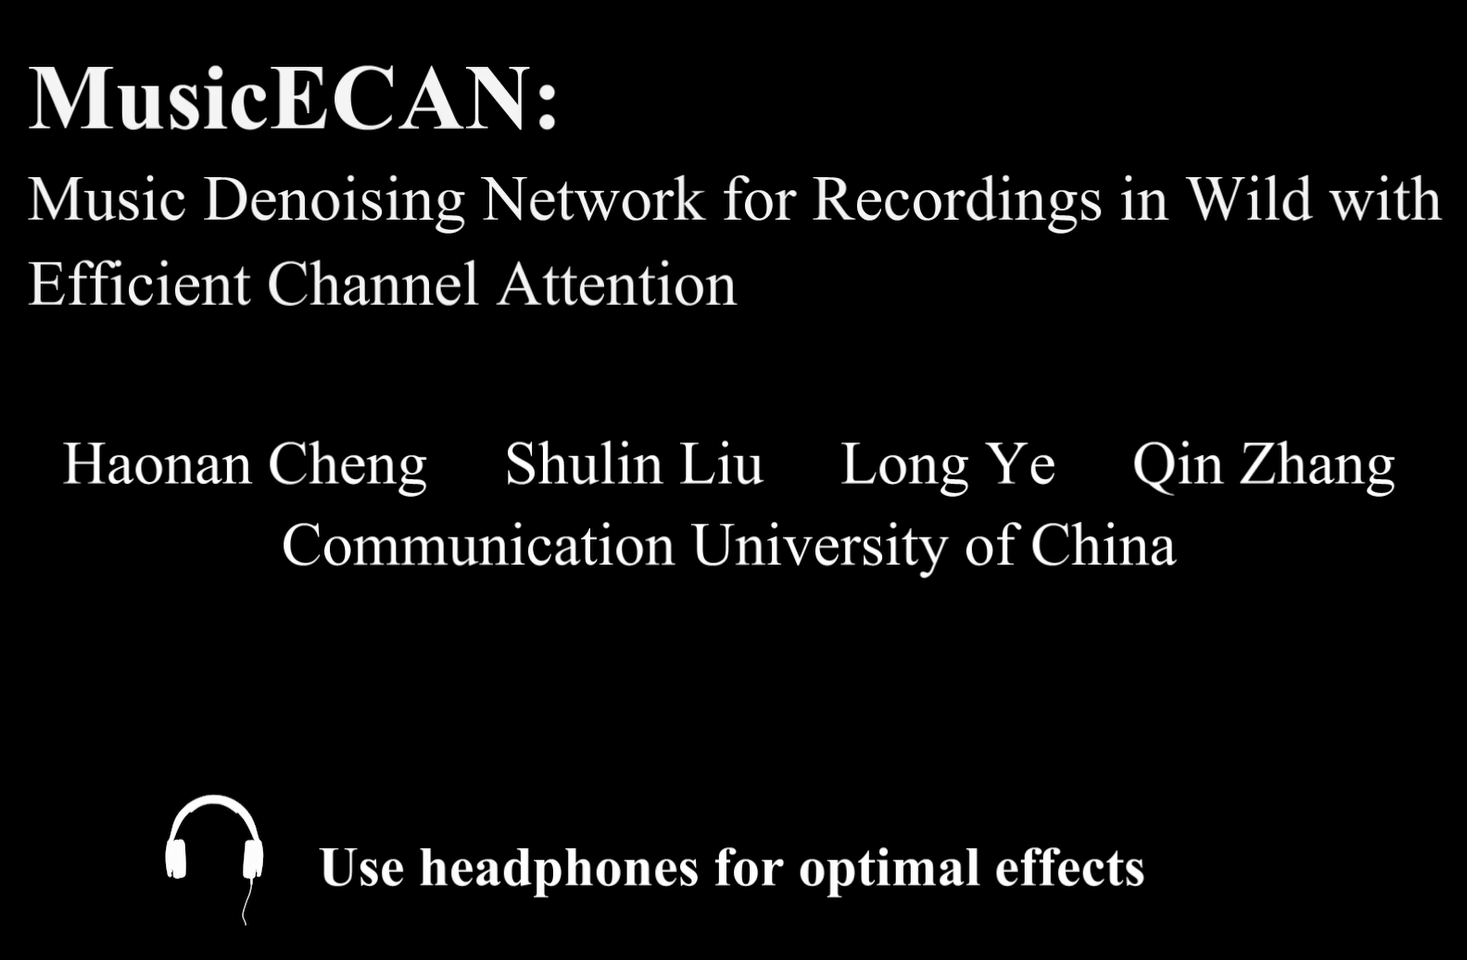 MusicECAN:
Music Denoising Network for Recordings in Wild with
Efficient Channel Attention
Haonan Cheng Shulin Liu Long Ye Qin Zhang
Communication University of China
Use headphones for optimal effects